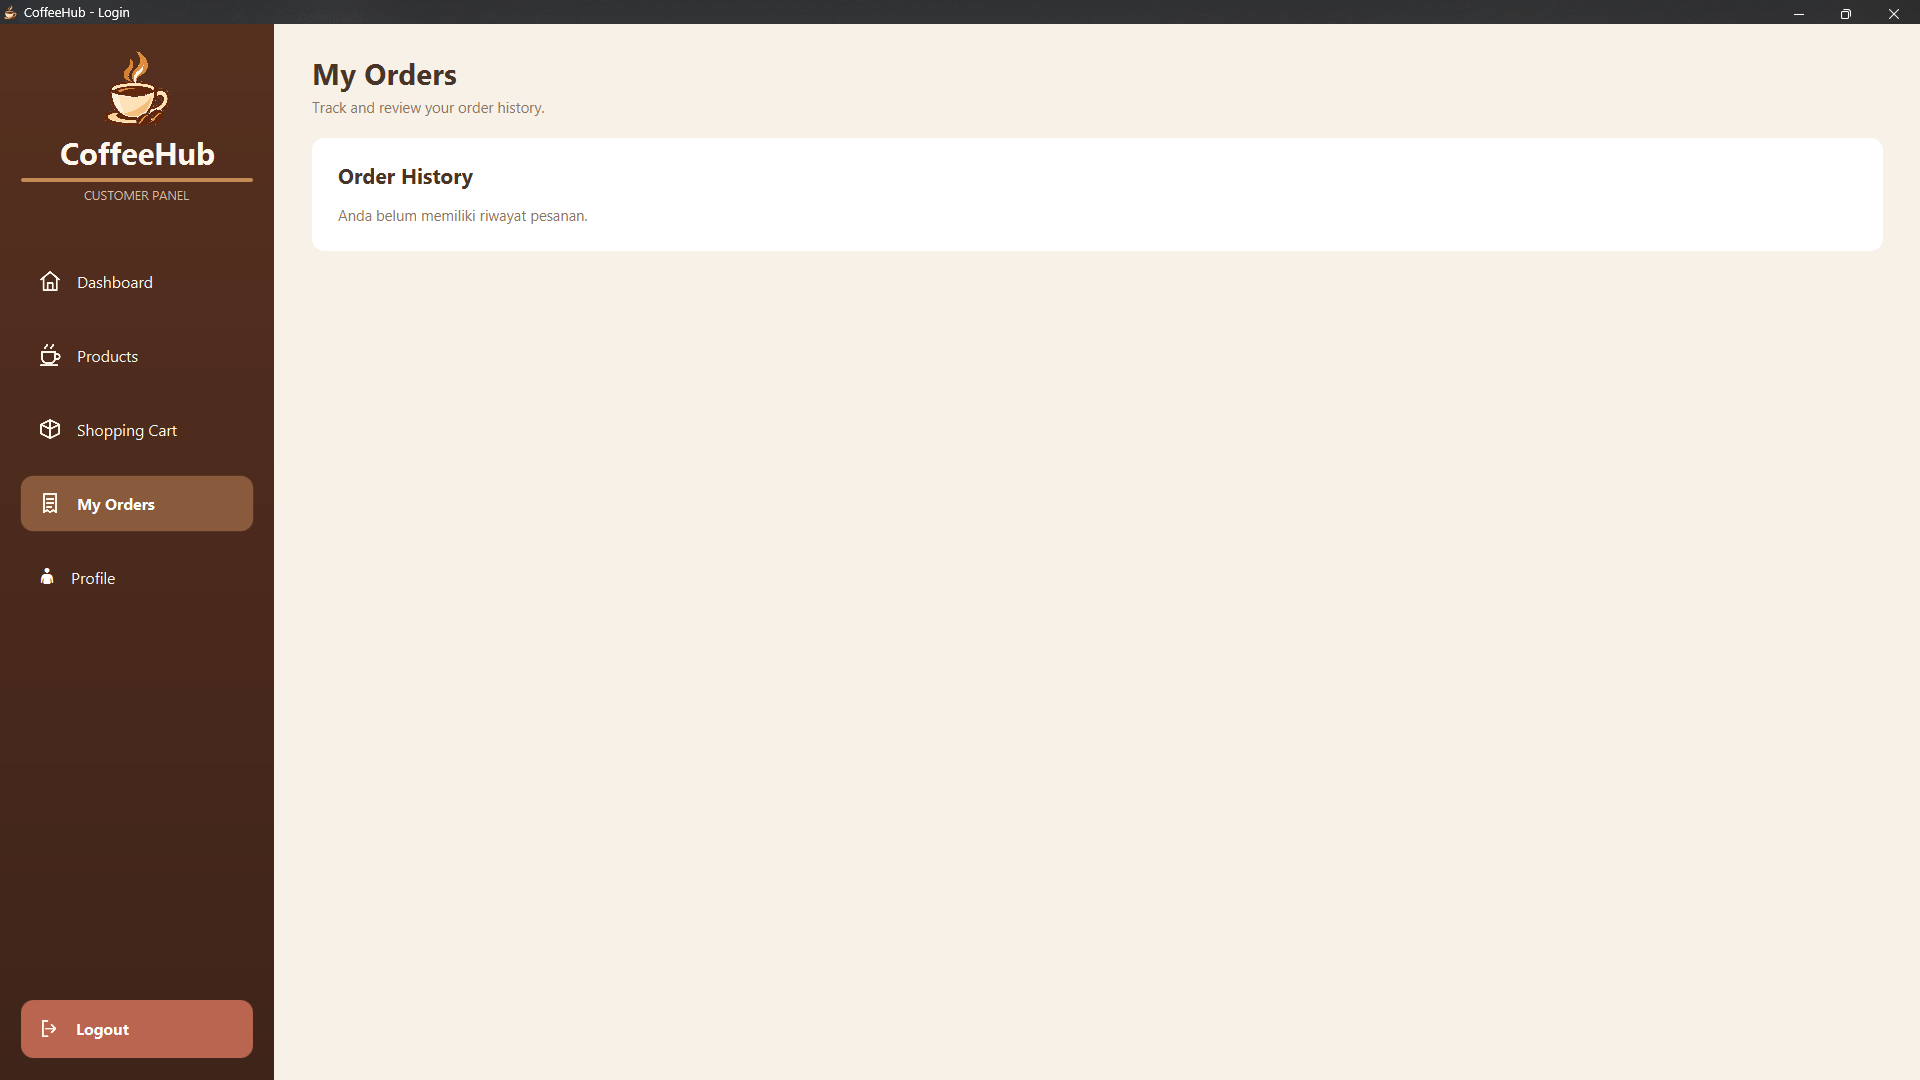 CoffeeHub - Login
CoffeeHub
CUSTOMER PANEL
Dashboard
Products
Shopping Cart
My Orders
Profile
Logout
My Orders
Track and review your order history.
Order History
Anda belum memiliki riwayat pesanan.